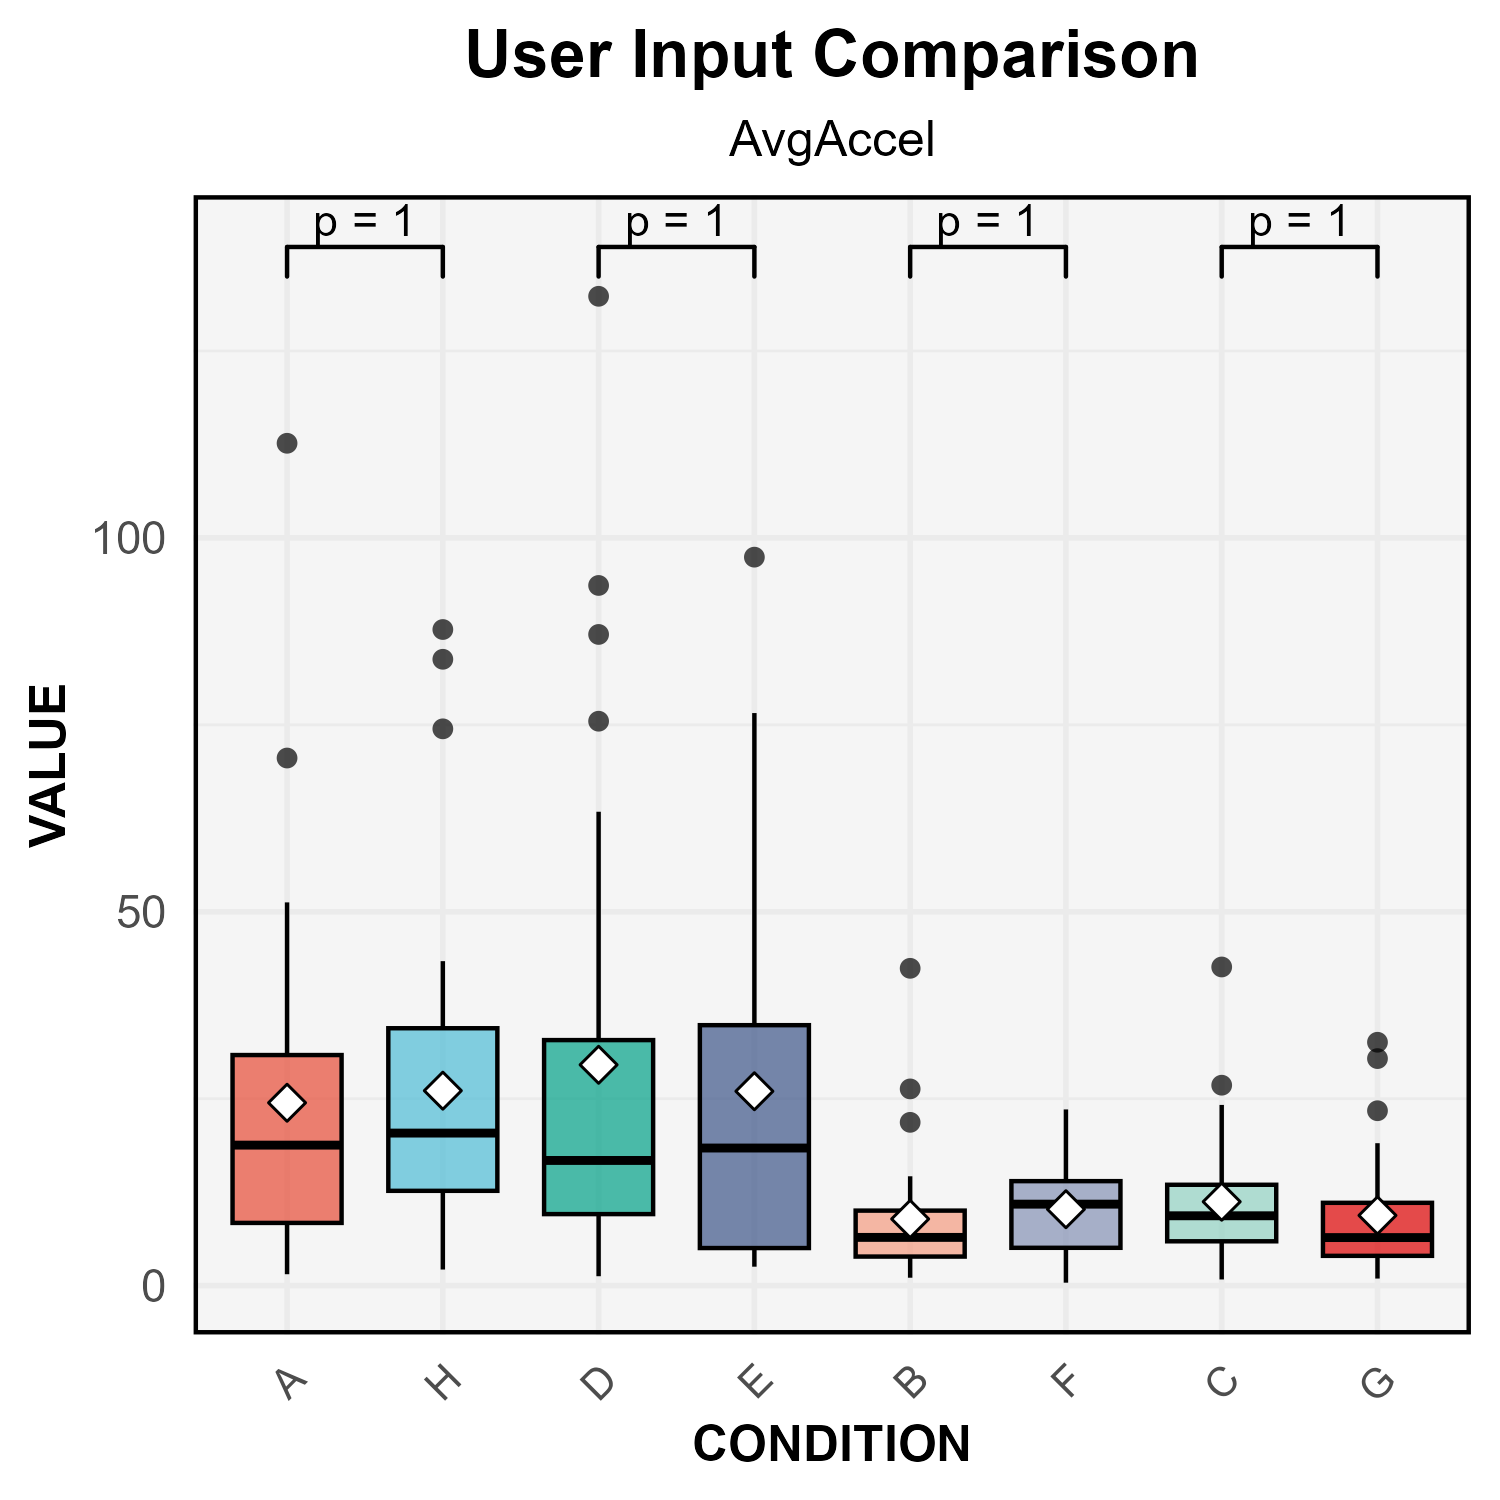 User Input Comparison
AvgAccel
p = 1 p = 1 p = 1 p = 1
VALUE
100
50
0
A H D E B F C G
CONDITION